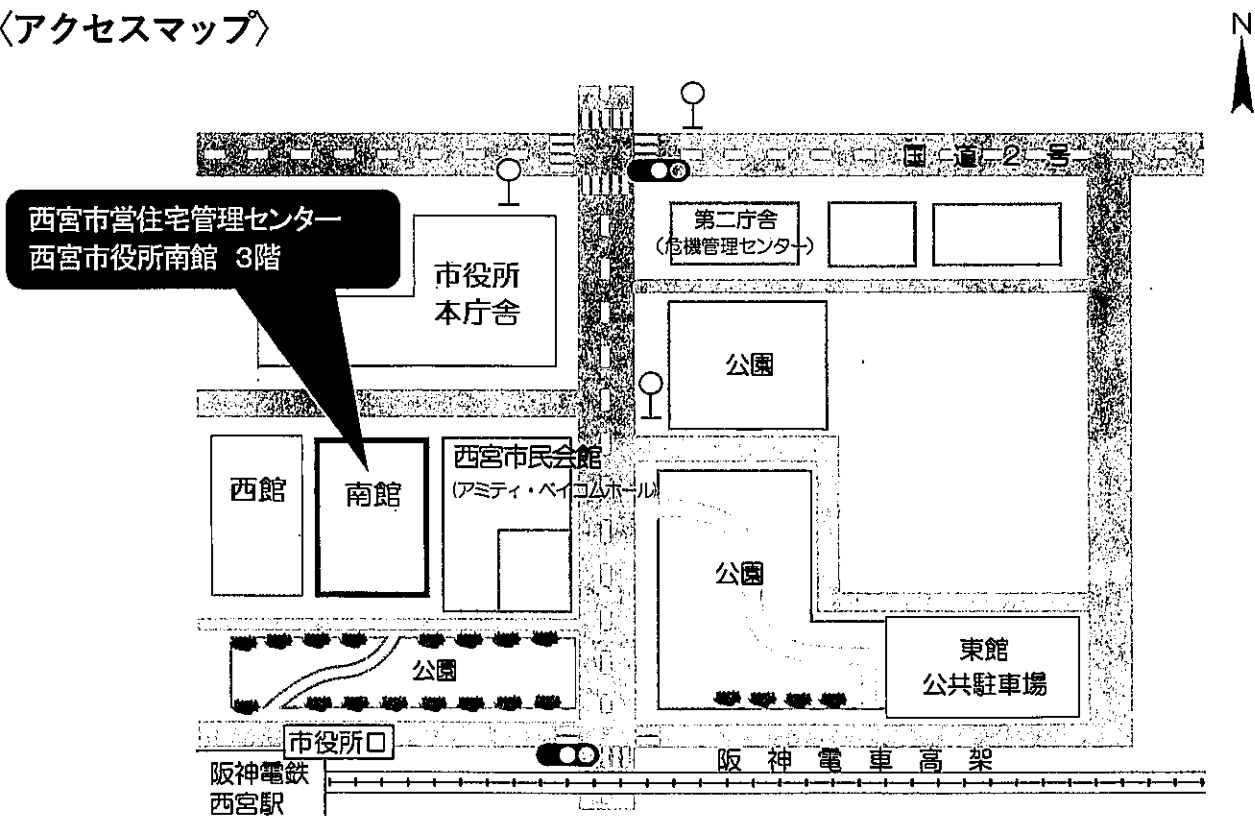 〈アクセスマップ〉
N
国道2号
西宮市営住宅管理センター
西宮市役所南館 3階
第二庁舎
(危機管理センター)
市役所
本庁舎
公園
西館
南館
西宮市民会館
(アミティ・ベイコムホール)
公園
公園
東館
公共駐車場
市役所口
阪神電車高架
阪神電鉄
西宮駅